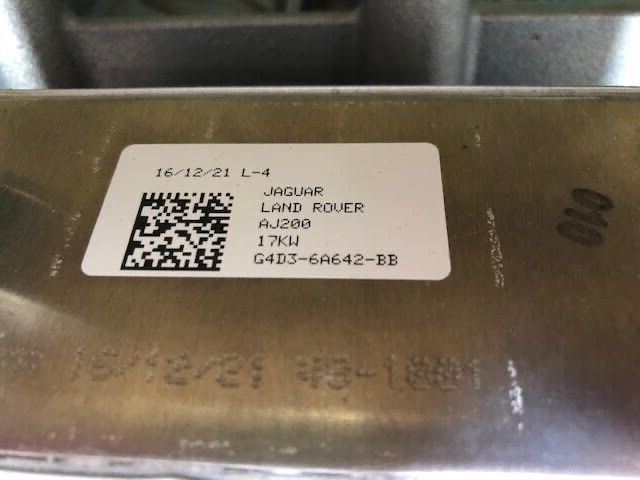 16/12/21 L-4
JAGUAR
LAND ROVER
AJ200
17KW
G4D3-6A642-BB
010
16/12/21